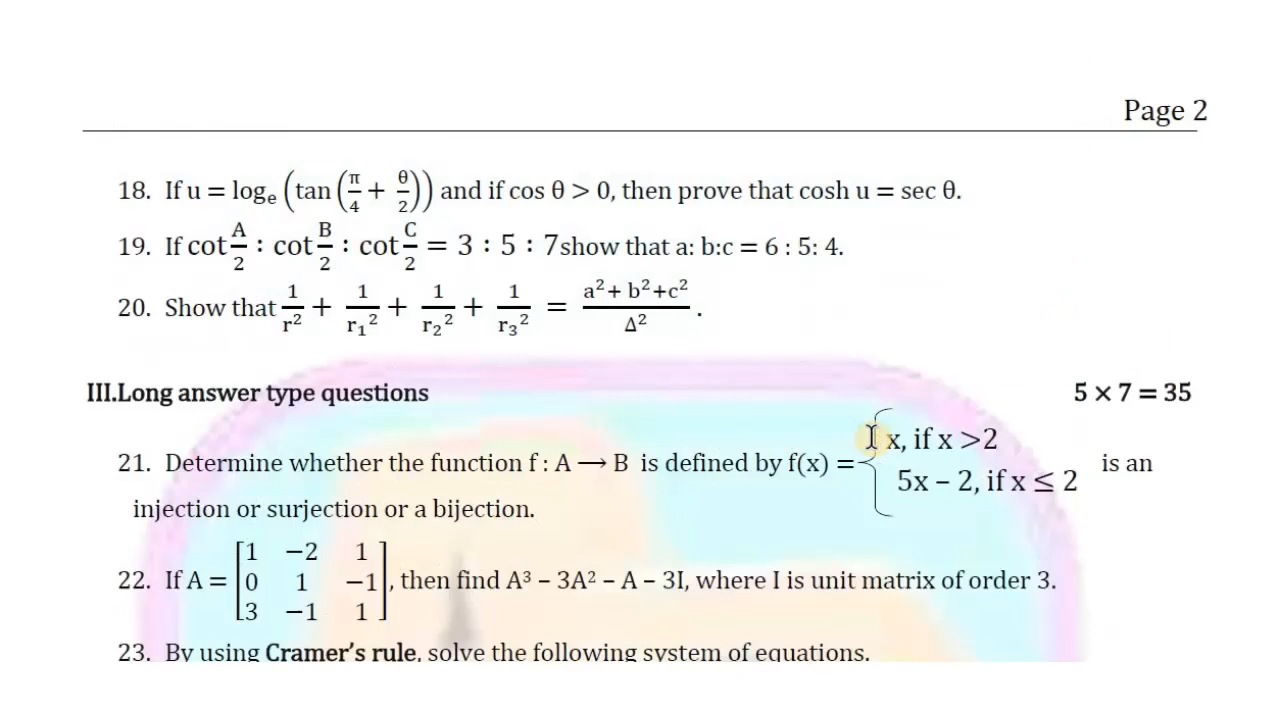 Page 2
18. If u = logₑ (tan (π/4 + θ/2)) and if cos θ > 0, then prove that cosh u = sec θ.
19. If cot A/2 : cot B/2 : cot C/2 = 3 : 5 : 7show that a: b:c = 6 : 5: 4.
20. Show that 1/r² + 1/r₁² + 1/r₂² + 1/r₃² = a²+ b²+c²/Δ² .
III.Long answer type questions 5 × 7 = 35
21. Determine whether the function f : A ⟶ B is defined by f(x) = { x, if x >2
5x – 2, if x ≤ 2 is an
injection or surjection or a bijection.
22. If A = [1 −2 1
0 1 −1
3 −1 1], then find A³ – 3A² – A – 3I, where I is unit matrix of order 3.
23. By using Cramer's rule, solve the following system of equations.